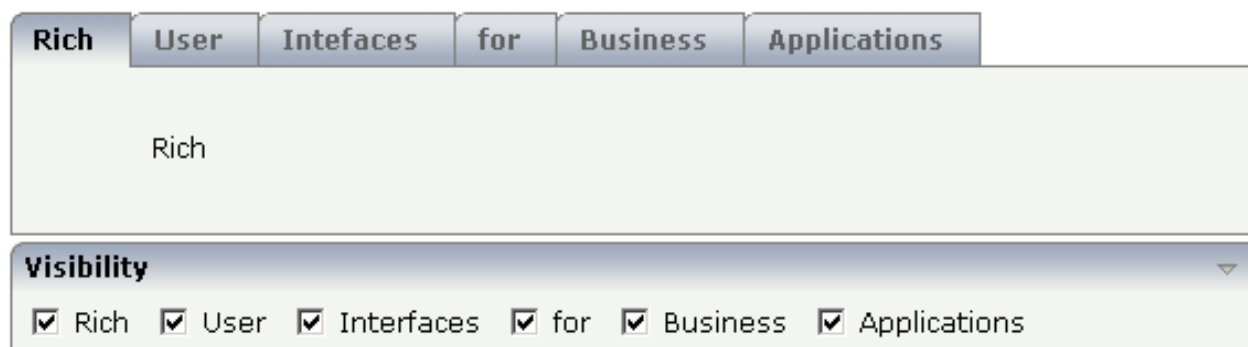 Rich User Intefaces for Business Applications
Rich
Visibility
Rich User Interfaces for Business Applications